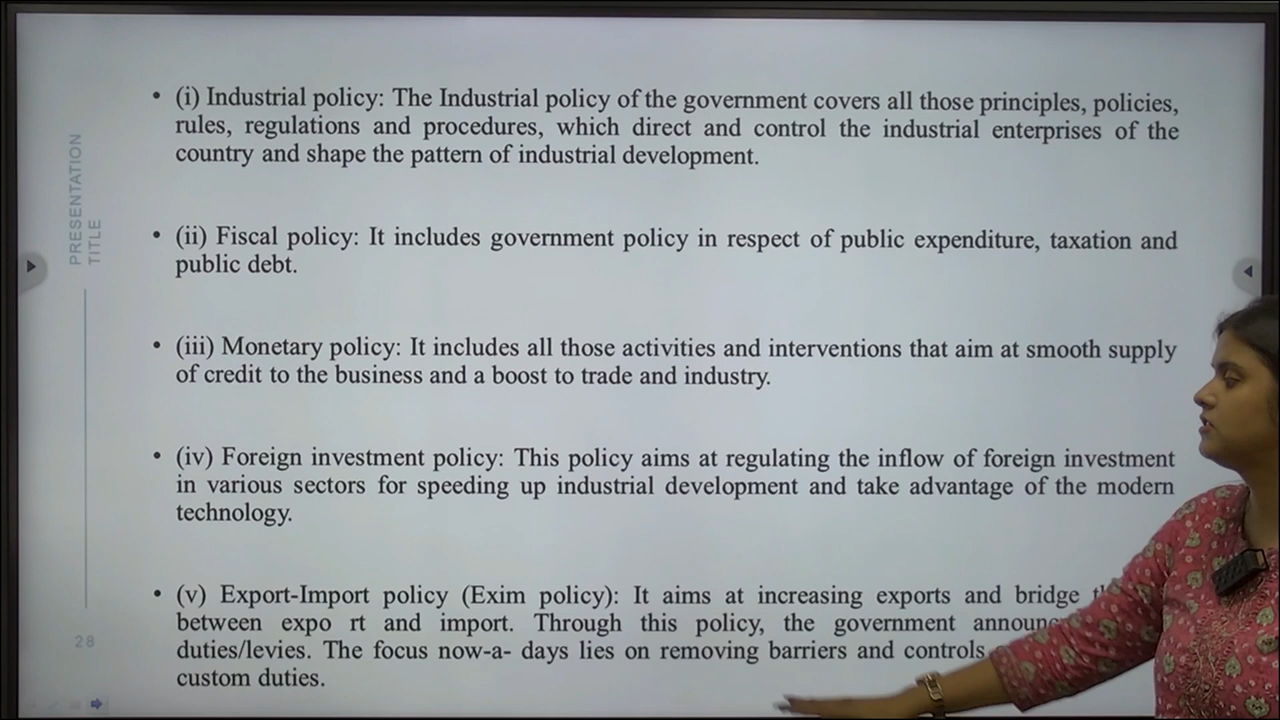 PRESENTATION
TITLE
• (i) Industrial policy: The Industrial policy of the government covers all those principles, policies,
rules, regulations and procedures, which direct and control the industrial enterprises of the
country and shape the pattern of industrial development.
• (ii) Fiscal policy: It includes government policy in respect of public expenditure, taxation and
public debt.
• (iii) Monetary policy: It includes all those activities and interventions that aim at smooth supply
of credit to the business and a boost to trade and industry.
• (iv) Foreign investment policy: This policy aims at regulating the inflow of foreign investment
in various sectors for speeding up industrial development and take advantage of the modern
technology.
• (v) Export-Import policy (Exim policy): It aims at increasing exports and bridge
between expo rt and import. Through this policy, the government
duties/levies. The focus now-a- days lies on removing barriers and controls
custom duties.
28